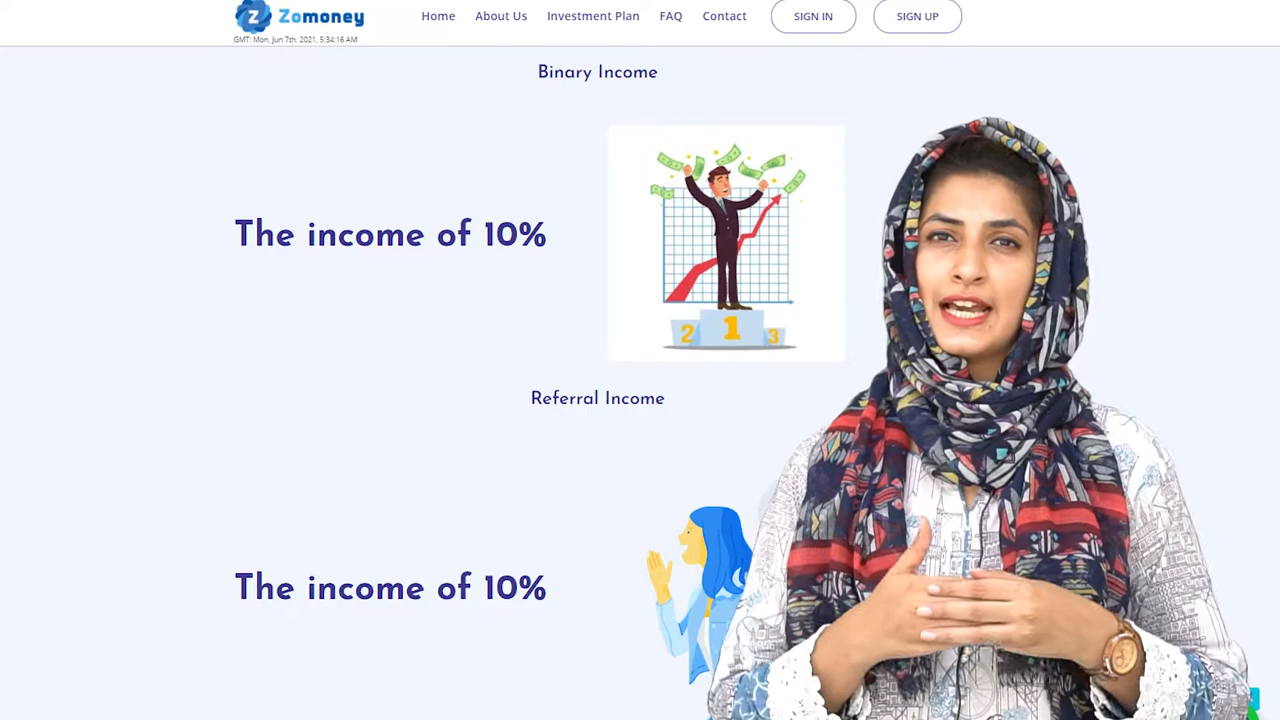 Zomoney
Home About Us Investment Plan FAQ Contact SIGN IN SIGN UP
GMT: Mon, Jun 7th, 2021, 5:34:16 AM
Binary Income
The income of 10%
2 1 3
Referral Income
The income of 10%